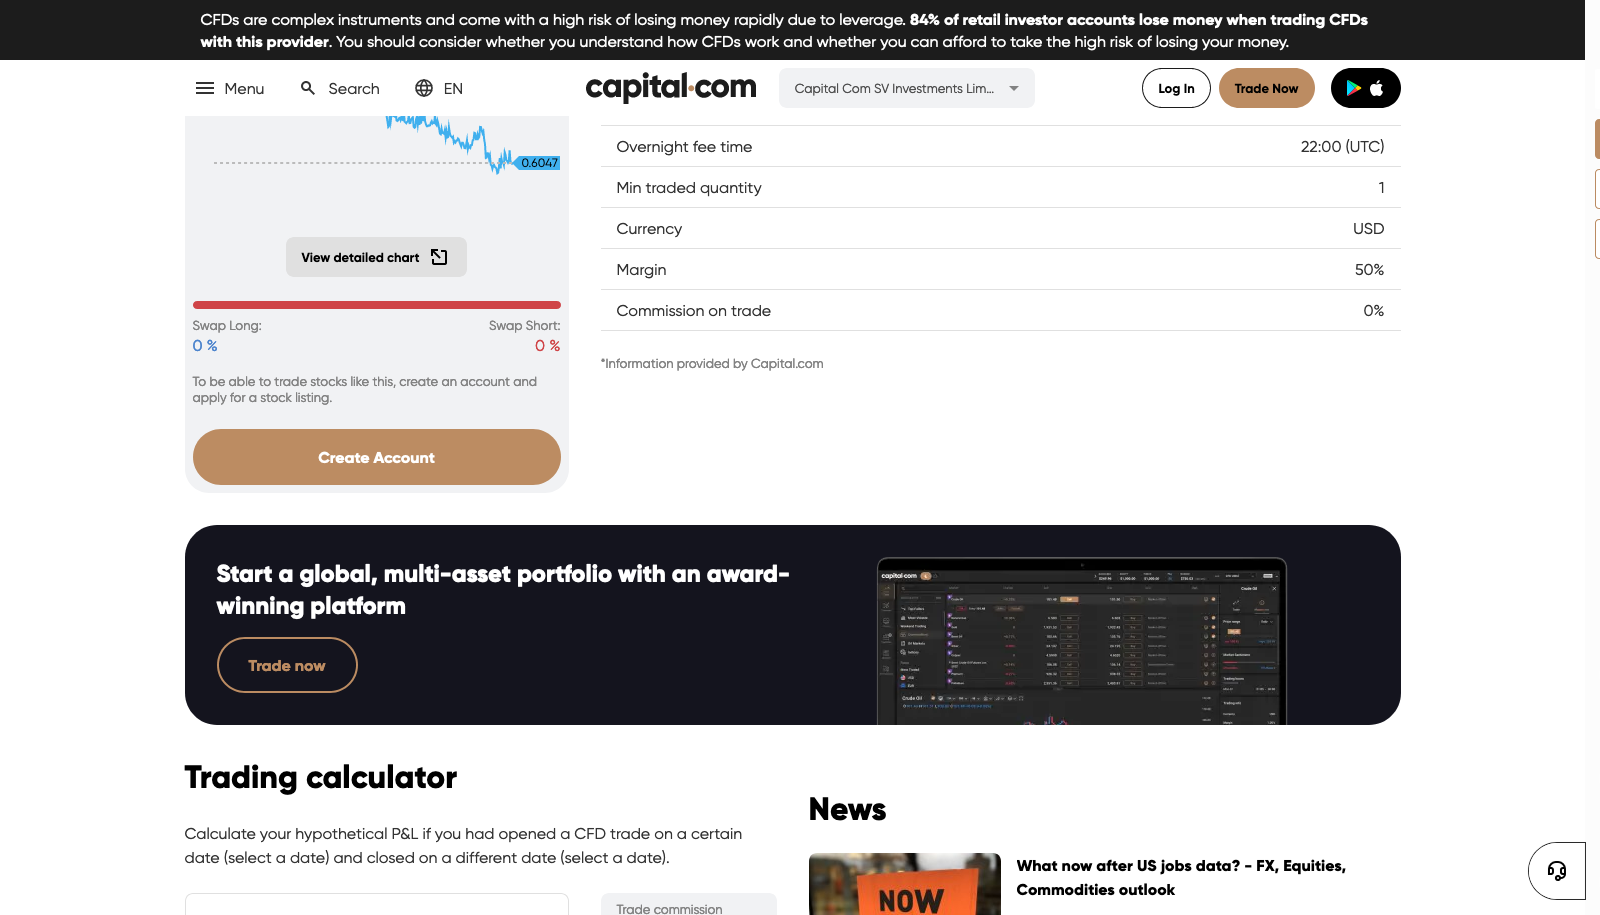 CFDs are complex instruments and come with a high risk of losing money rapidly due to leverage. 84% of retail investor accounts lose money when trading CFDs
with this provider. You should consider whether you understand how CFDs work and whether you can afford to take the high risk of losing your money.
Menu
Search
EN
capital.com
Capital Com SV Investments Lim...
Log In
Trade Now
0.6047
View detailed chart
Swap Long:
Swap Short:
0 %
0 %
To be able to trade stocks like this, create an account and
apply for a stock listing.
Create Account
Overnight fee time
22:00 (UTC)
Min traded quantity
1
Currency
USD
Margin
50%
Commission on trade
0%
*Information provided by Capital.com
Start a global, multi-asset portfolio with an award-
winning platform
Trade now
capital.com
Crude Oil
Crude Oil
Trading calculator
Calculate your hypothetical P&L if you had opened a CFD trade on a certain
date (select a date) and closed on a different date (select a date).
Trade commission
News
NOW
What now after US jobs data? - FX, Equities,
Commodities outlook